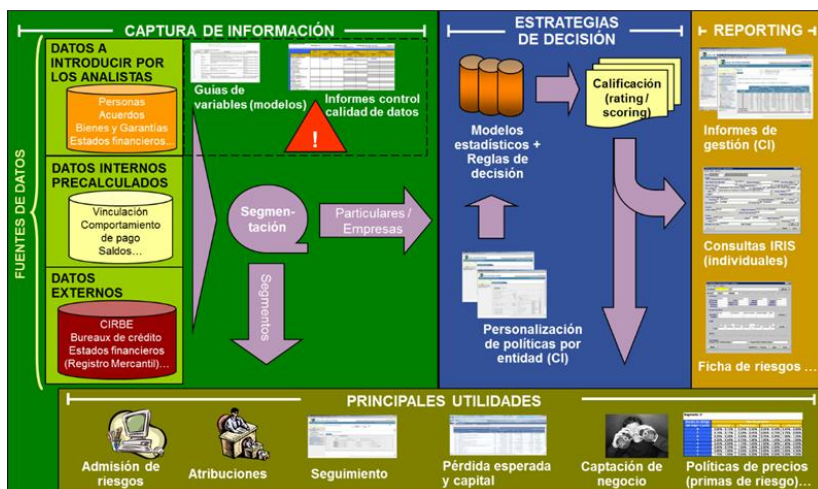 CAPTURA DE INFORMACIÓN
ESTRATEGIAS
DE DECISIÓN
REPORTING
FUENTES DE DATOS
DATOS A
INTRODUCIR POR
LOS ANALISTAS
Personas
Acuerdos
Bienes y Garantías
Estados financieros...
DATOS INTERNOS
PRECALCULADOS
Vinculación
Comportamiento
de pago
Saldos...
DATOS
EXTERNOS
CIRBE
Bureaux de crédito
Estados financieros
(Registro Mercantil)...
Guías de
variables (modelos)
Informes control
calidad de datos
!
Segmen-
tación
Particulares /
Empresas
Segmentos
Modelos
estadísticos +
Reglas de
decisión
Calificación
(rating /
scoring)
Personalización
de políticas por
entidad (CI)
Informes de
gestión (CI)
Consultas IRIS
(individuales)
Ficha de riesgos ...
PRINCIPALES UTILIDADES
Admisión de
riesgos
Atribuciones
Seguimiento
Pérdida esperada
y capital
Captación de
negocio
Políticas de precios
(primas de riesgo)...